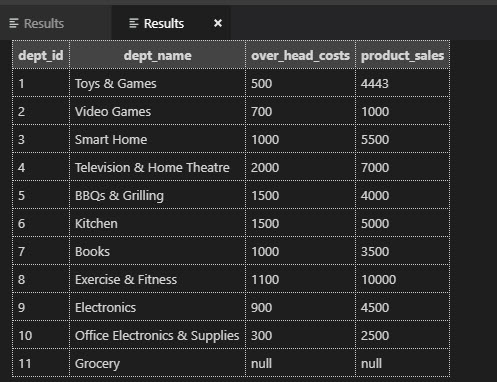 Results Results ×
dept_id dept_name over_head_costs product_sales
1 Toys & Games 500 4443
2 Video Games 700 1000
3 Smart Home 1000 5500
4 Television & Home Theatre 2000 7000
5 BBQs & Grilling 1500 4000
6 Kitchen 1500 5000
7 Books 1000 3500
8 Exercise & Fitness 1100 10000
9 Electronics 900 4500
10 Office Electronics & Supplies 300 2500
11 Grocery null null